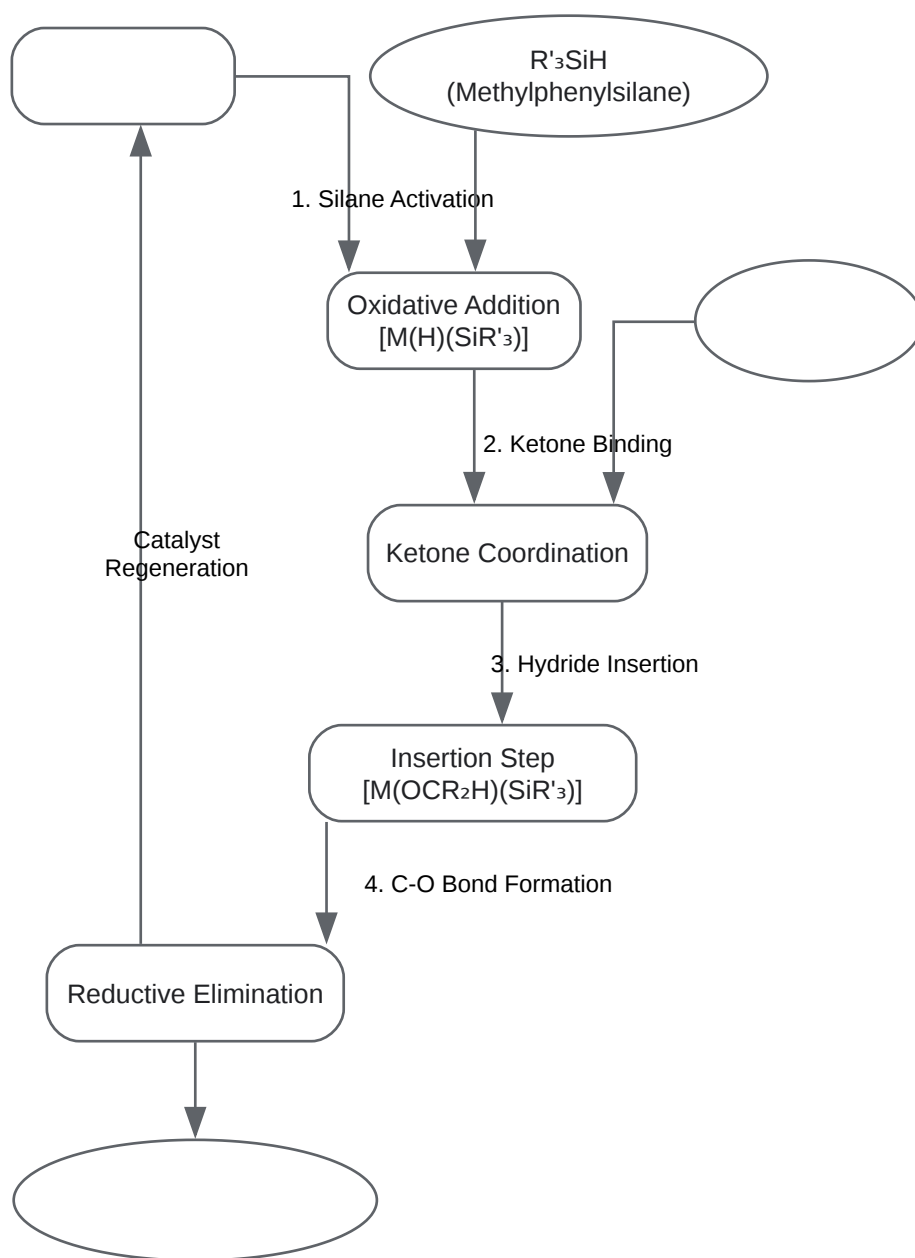 R'₃SiH
(Methylphenylsilane)
1. Silane Activation
Oxidative Addition
[M(H)(SiR'₃)]
2. Ketone Binding
Catalyst
Regeneration
Ketone Coordination
3. Hydride Insertion
Insertion Step
[M(OCR₂H)(SiR'₃)]
4. C-O Bond Formation
Reductive Elimination